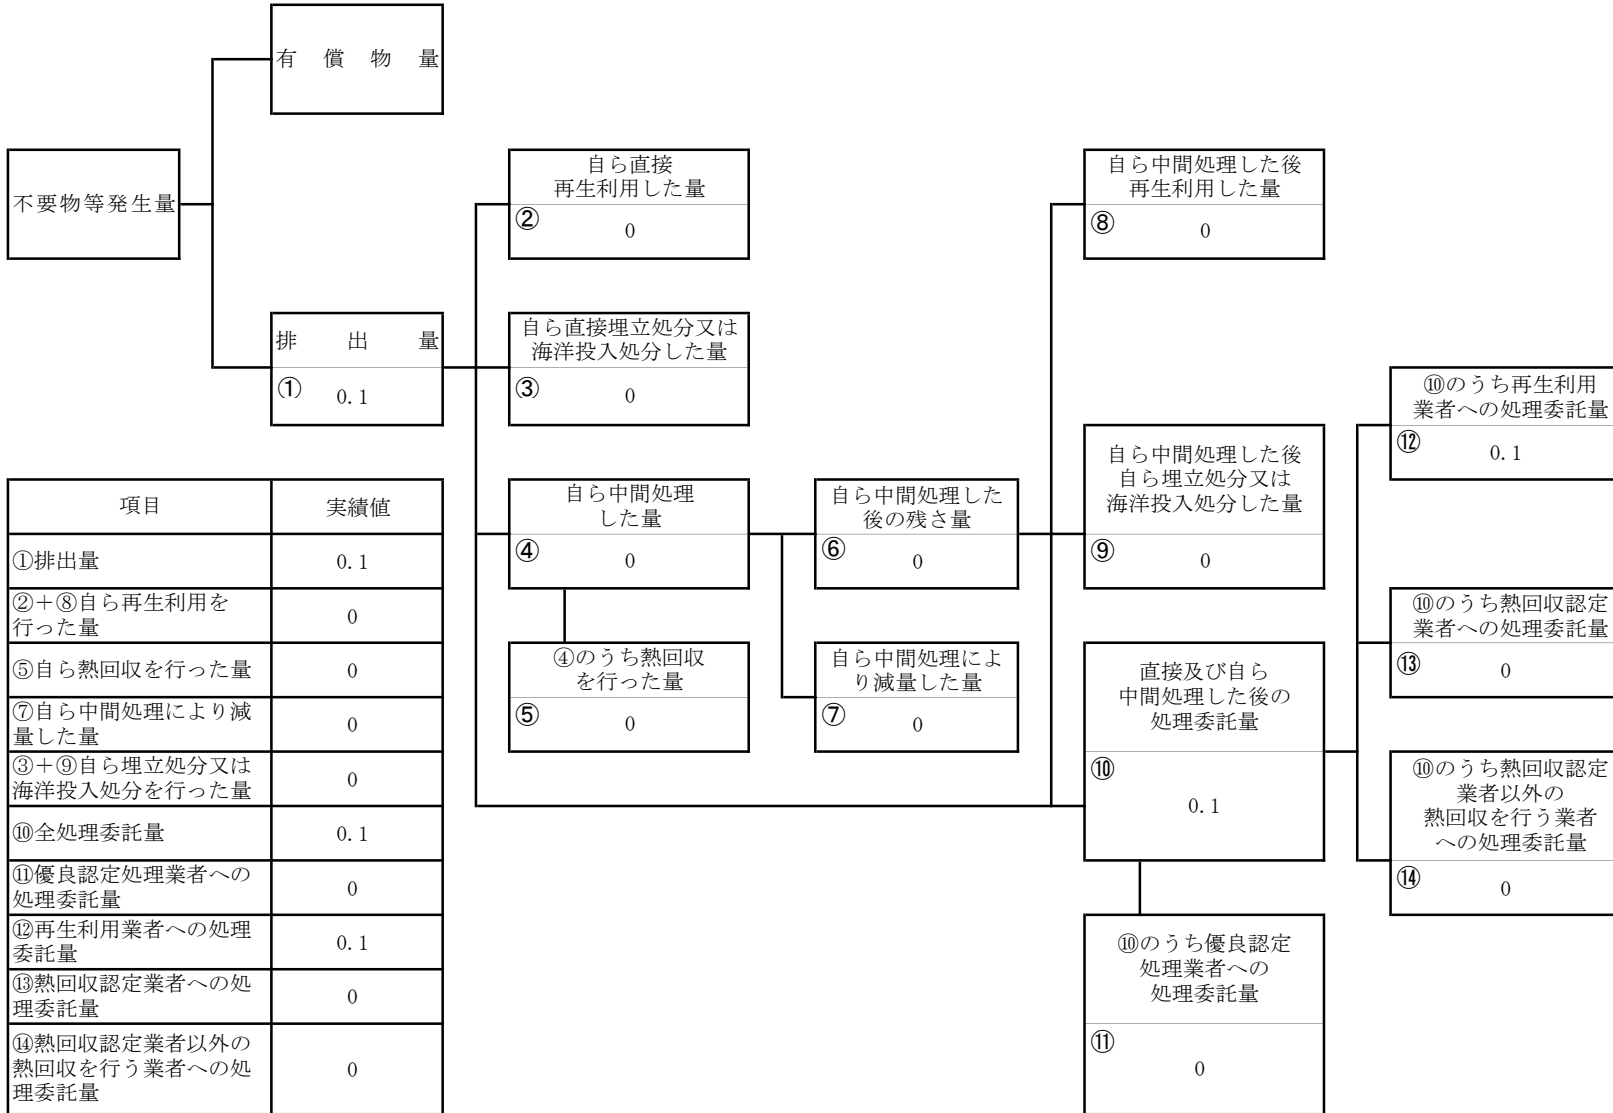 有償物量
不要物等発生量
自ら直接
再生利用した量
②
0
自ら中間処理した後
再生利用した量
⑧
0
排出量
①
0.1
自ら直接埋立処分又は
海洋投入処分した量
③
0
⑩のうち再生利用
業者への処理委託量
⑫
0.1
自ら中間処理
した量
④
0
自ら中間処理した
後の残さ量
⑥
0
自ら中間処理した後
自ら埋立処分又は
海洋投入処分した量
⑨
0
④のうち熱回収
を行った量
⑤
0
自ら中間処理によ
り減量した量
⑦
0
直接及び自ら
中間処理した後の
処理委託量
⑩
0.1
⑩のうち熱回収認定
業者への処理委託量
⑬
0
⑩のうち熱回収認定
業者以外の
熱回収を行う業者
への処理委託量
⑭
0
⑩のうち優良認定
処理業者への
処理委託量
⑪
0
項目 実績値
①排出量 0.1
②＋⑧自ら再生利用を
行った量
0
⑤自ら熱回収を行った量 0
⑦自ら中間処理により減
量した量
0
③＋⑨自ら埋立処分又は
海洋投入処分を行った量
0
⑩全処理委託量 0.1
⑪優良認定処理業者への
処理委託量
0
⑫再生利用業者への処理
委託量
0.1
⑬熱回収認定業者への処
理委託量
0
⑭熱回収認定業者以外の
熱回収を行う業者への処
理委託量
0